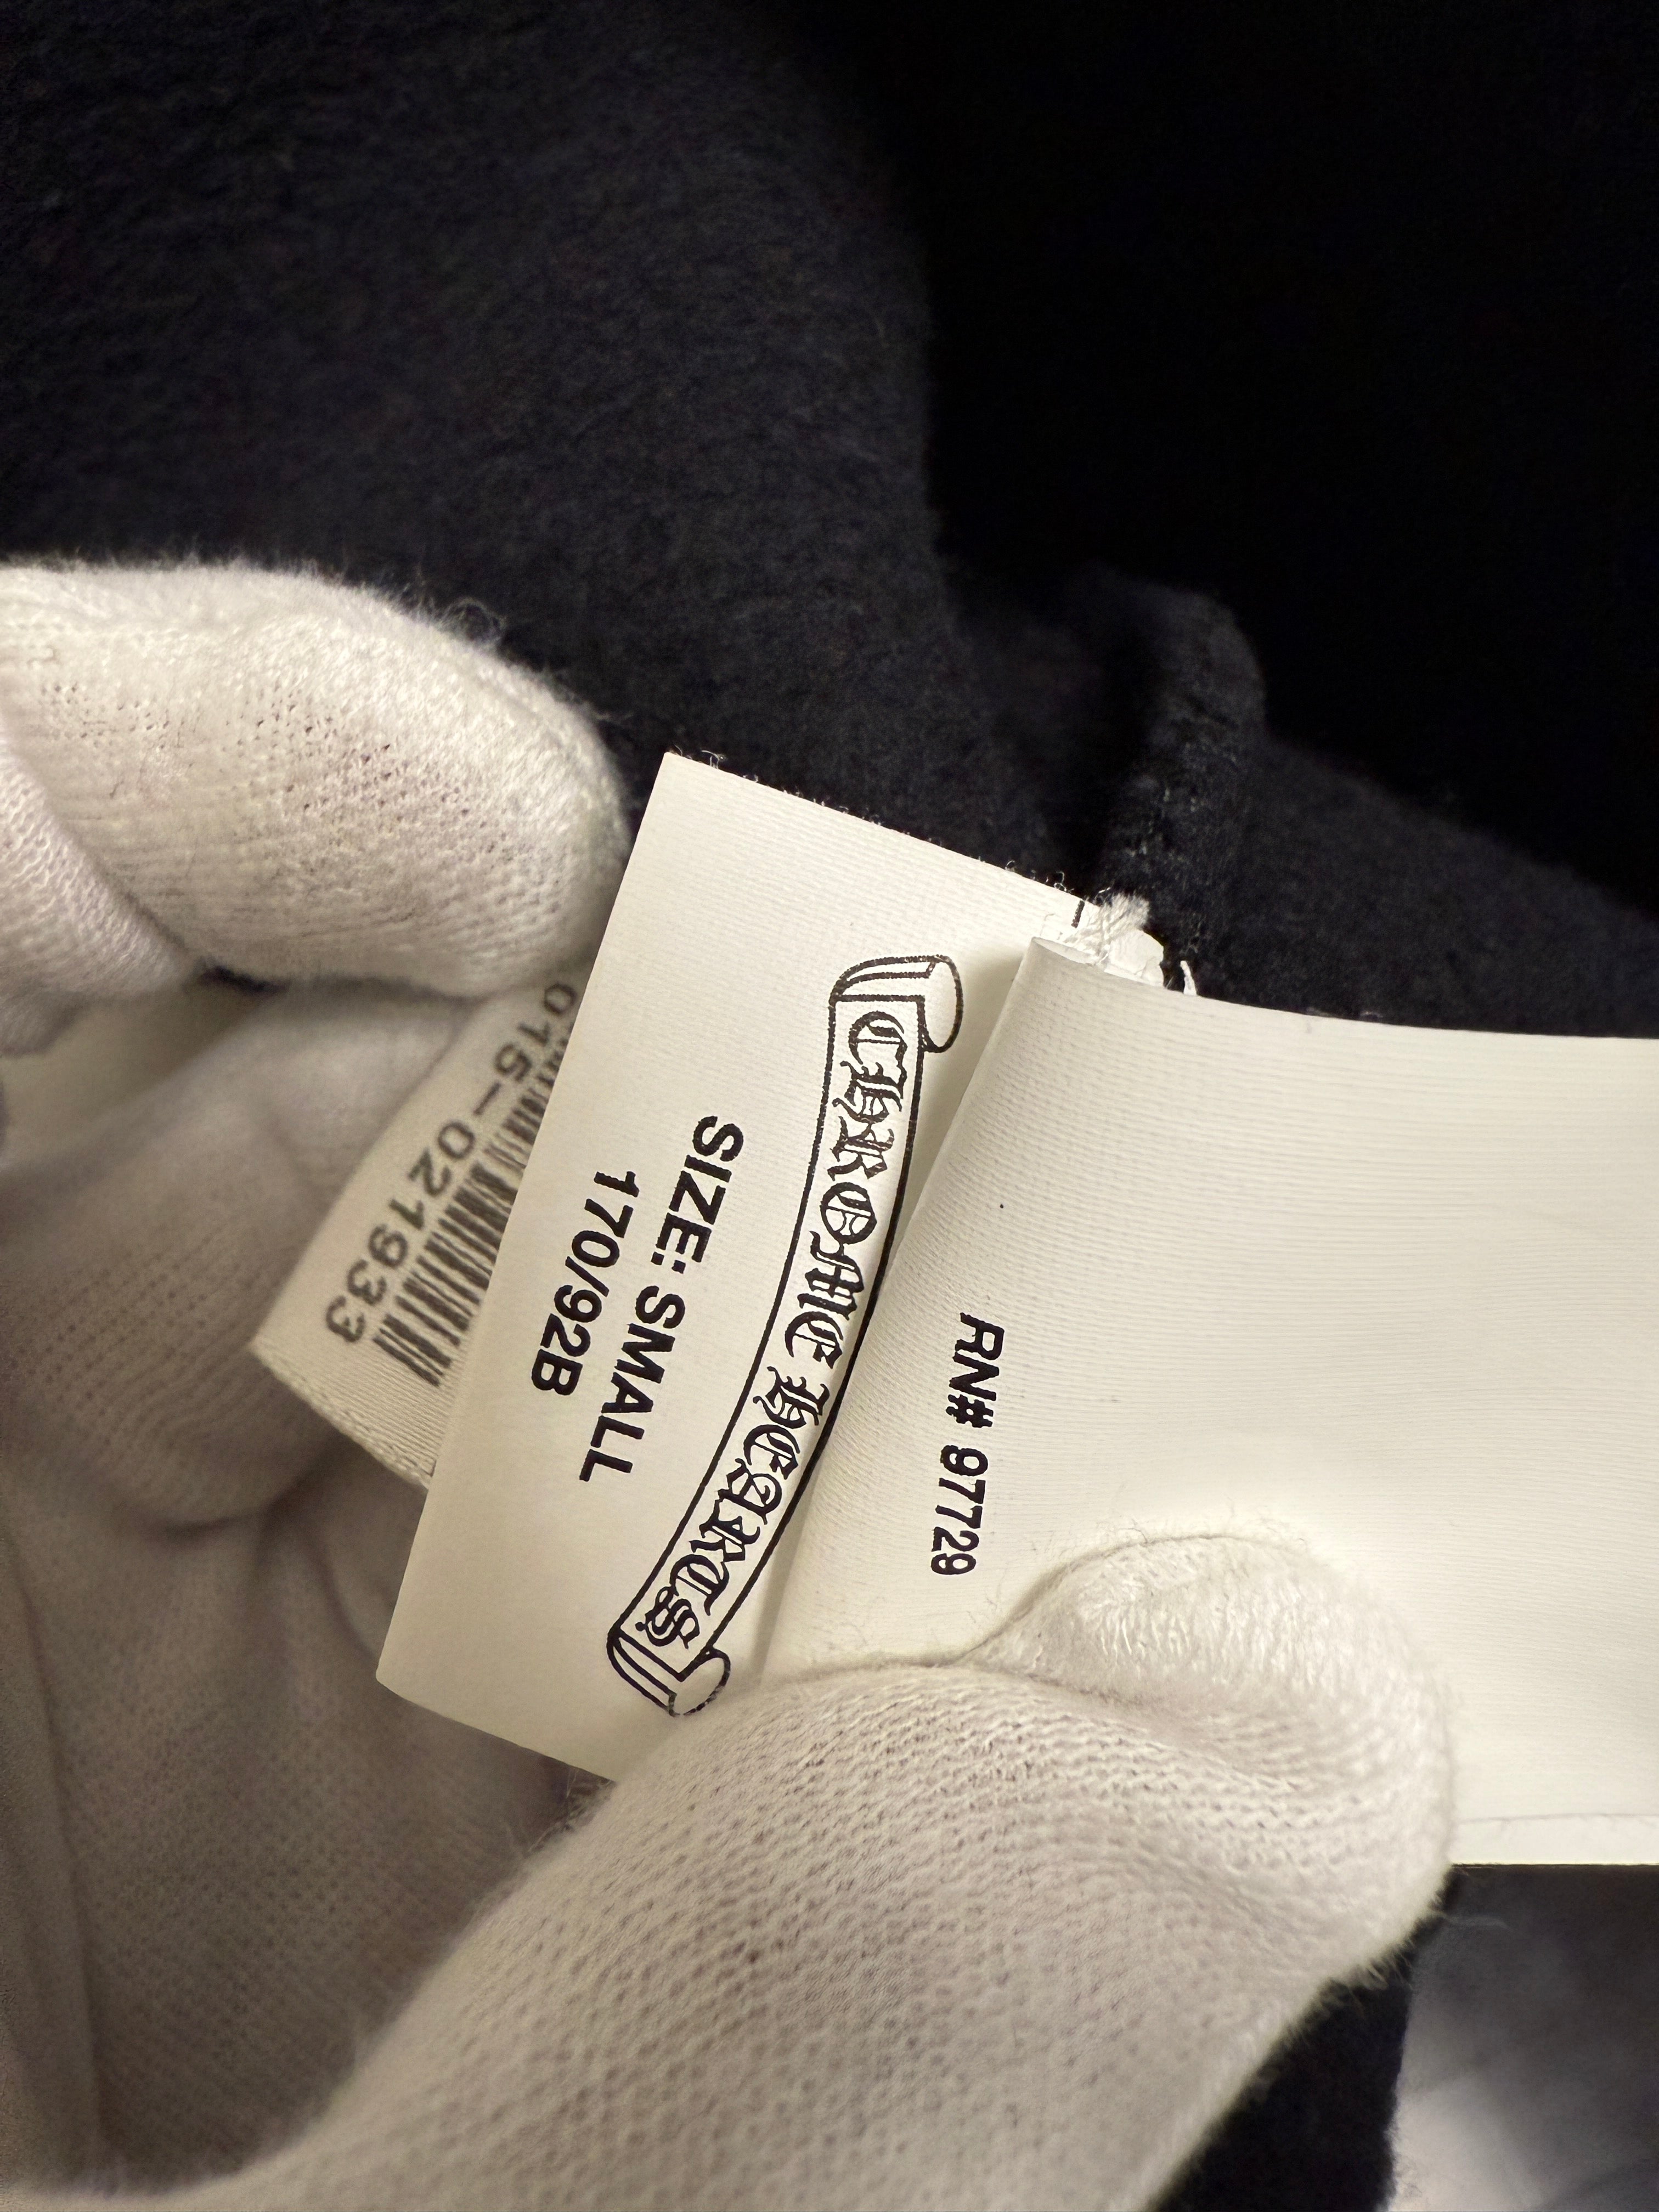 CHROME HEARTS
SIZE: SMALL
170/92B
RN# 97729
015-021933